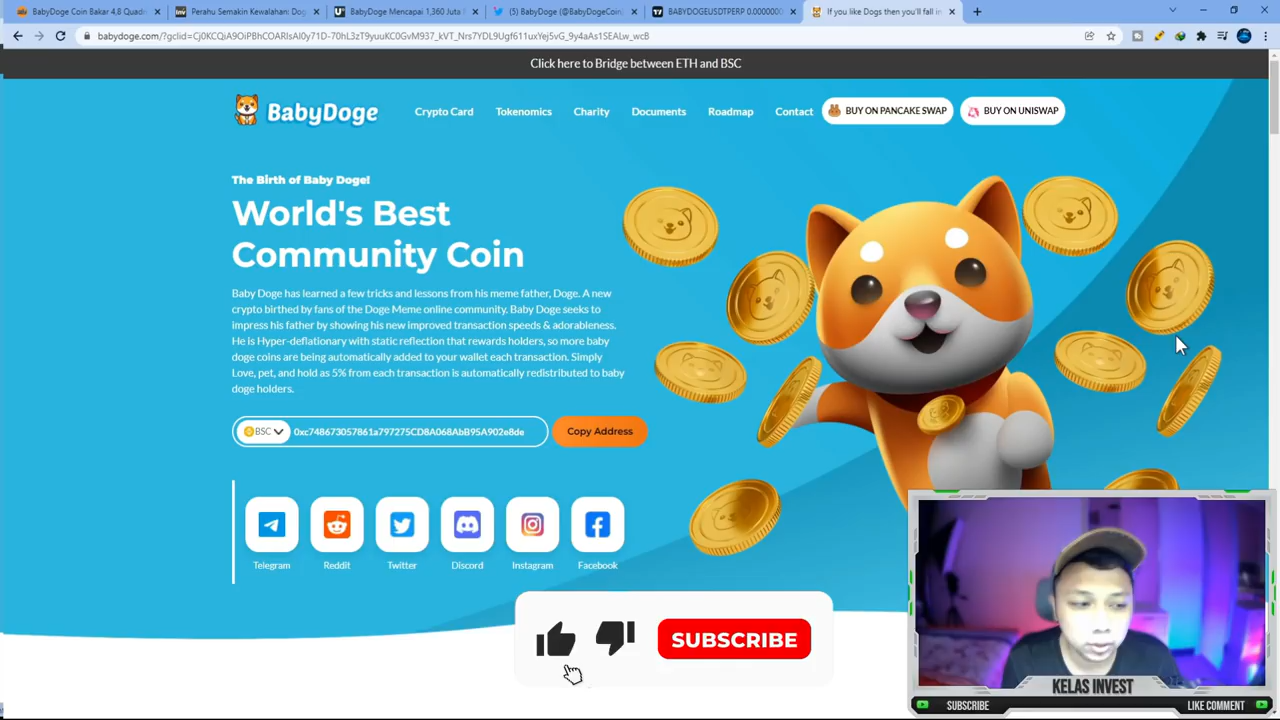 BabyDoge Coin Bakar 4,8 Quadr
Perahu Semakin Kewalahan: Dog
BabyDoge Mencapai 1,360 Juta
(5) BabyDoge (@BabyDogeCoin)
BABYDOGEUSDTPERP 0.0000000
If you like Dogs then you'll fall in
Click here to Bridge between ETH and BSC
BabyDoge
Crypto Card
Tokenomics
Charity
Documents
Roadmap
Contact
BUY ON PANCAKE SWAP
BUY ON UNISWAP
The Birth of Baby Doge!
World's Best
Community Coin
Baby Doge has learned a few tricks and lessons from his meme father, Doge. A new
crypto birthed by fans of the Doge Meme online community. Baby Doge seeks to
impress his father by showing his new improved transaction speeds & adorableness.
He is Hyper-deflationary with static reflection that rewards holders, so more baby
doge coins are being automatically added to your wallet each transaction. Simply
Love, pet, and hold as 5% from each transaction is automatically redistributed to baby
doge holders.
BSC
0xc748673057861a797275CD8A068AbB95A902e8de
Copy Address
Telegram
Reddit
Twitter
Discord
Instagram
Facebook
SUBSCRIBE
KELAS INVEST
SUBSCRIBE
LIKE COMMENT